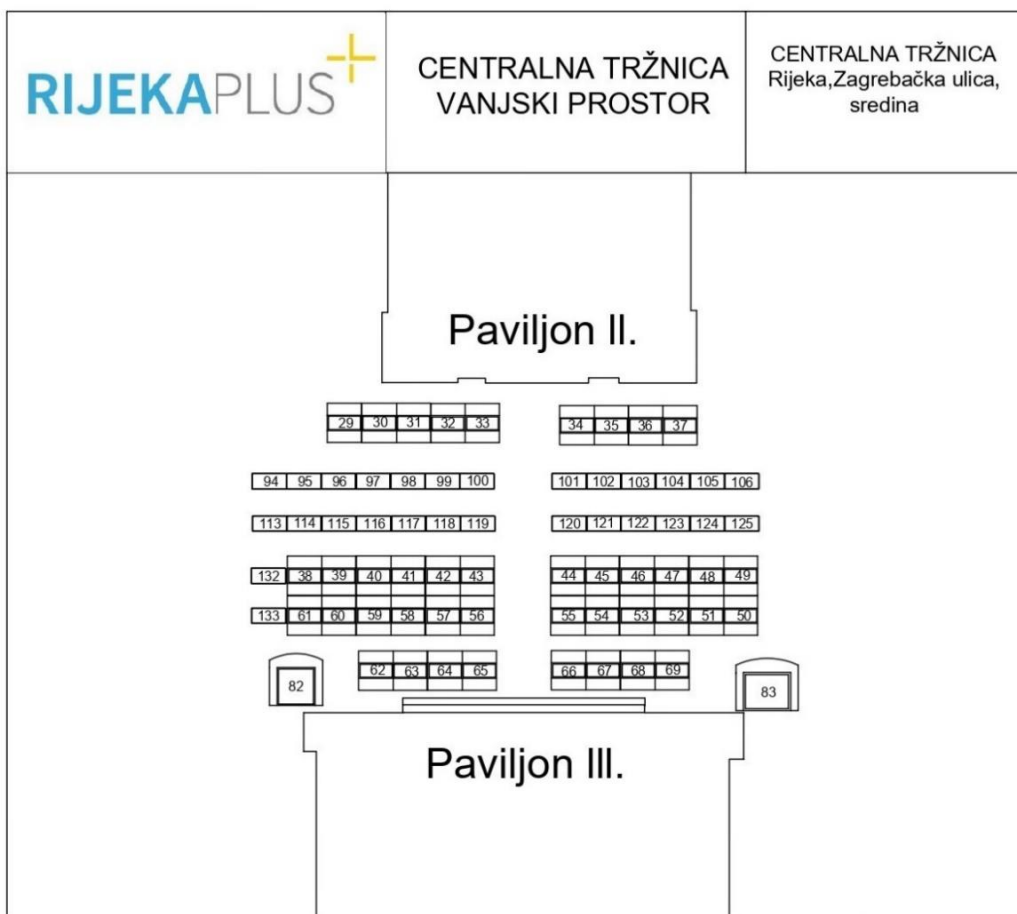 RIJEKAPLUS
CENTRALNA TRŽNICA
VANJSKI PROSTOR
CENTRALNA TRŽNICA
Rijeka,Zagrebačka ulica,
sredina
Paviljon II.
29 30 31 32 33 34 35 36 37
94 95 96 97 98 99 100 101 102 103 104 105 106
113 114 115 116 117 118 119 120 121 122 123 124 125
132 38 39 40 41 42 43 44 45 46 47 48 49
133 61 60 59 58 57 56 55 54 53 52 51 50
62 63 64 65 66 67 68 69
82 83
Paviljon III.